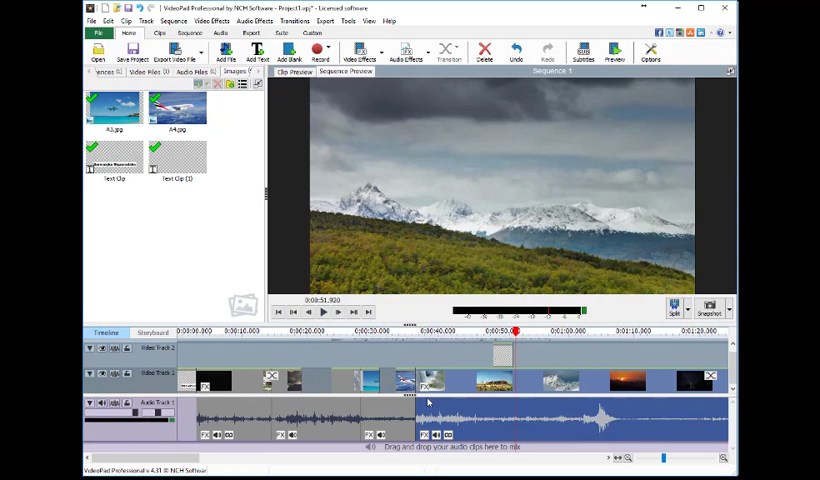 VideoPad Professional by NCH Software - Project1.vpj* - Licensed software
File Edit View Clip Track Sequence Video Effects Audio Effects Transitions Export Tools View Help
File Home Clips Sequence Audio Export Suite Custom
Open Save Project Export Video File Add File Add Text Add Blank Record Video Effects Audio Effects Transition Delete Undo Redo Subtitles Preview Options
Video Files Audio Files Images
Clip Preview Sequence Preview
Sequence 1
A3.jpg A4.jpg
Text Clip Text Clip (1)
0:00:51.920
Split Snapshot
Timeline Storyboard
0:00:00.000 0:00:10.000 0:00:20.000 0:00:30.000 0:00:40.000 0:00:50.000 0:01:00.000 0:01:10.000 0:01:20.000
Video Track 2
Video Track 1
FX FX
Audio Track 1
FX FX FX FX
Drag and drop your audio clips here to mix
VideoPad Professional v 4.31 © NCH Software